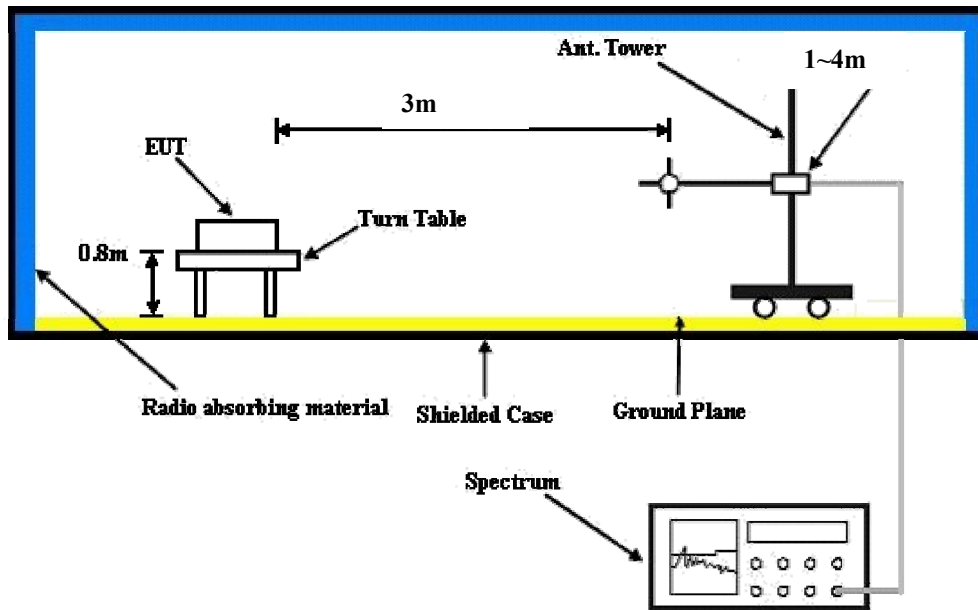 Ant. Tower
1~4m
3m
EUT
Turn Table
0.8m
Radio absorbing material
Shielded Case
Ground Plane
Spectrum